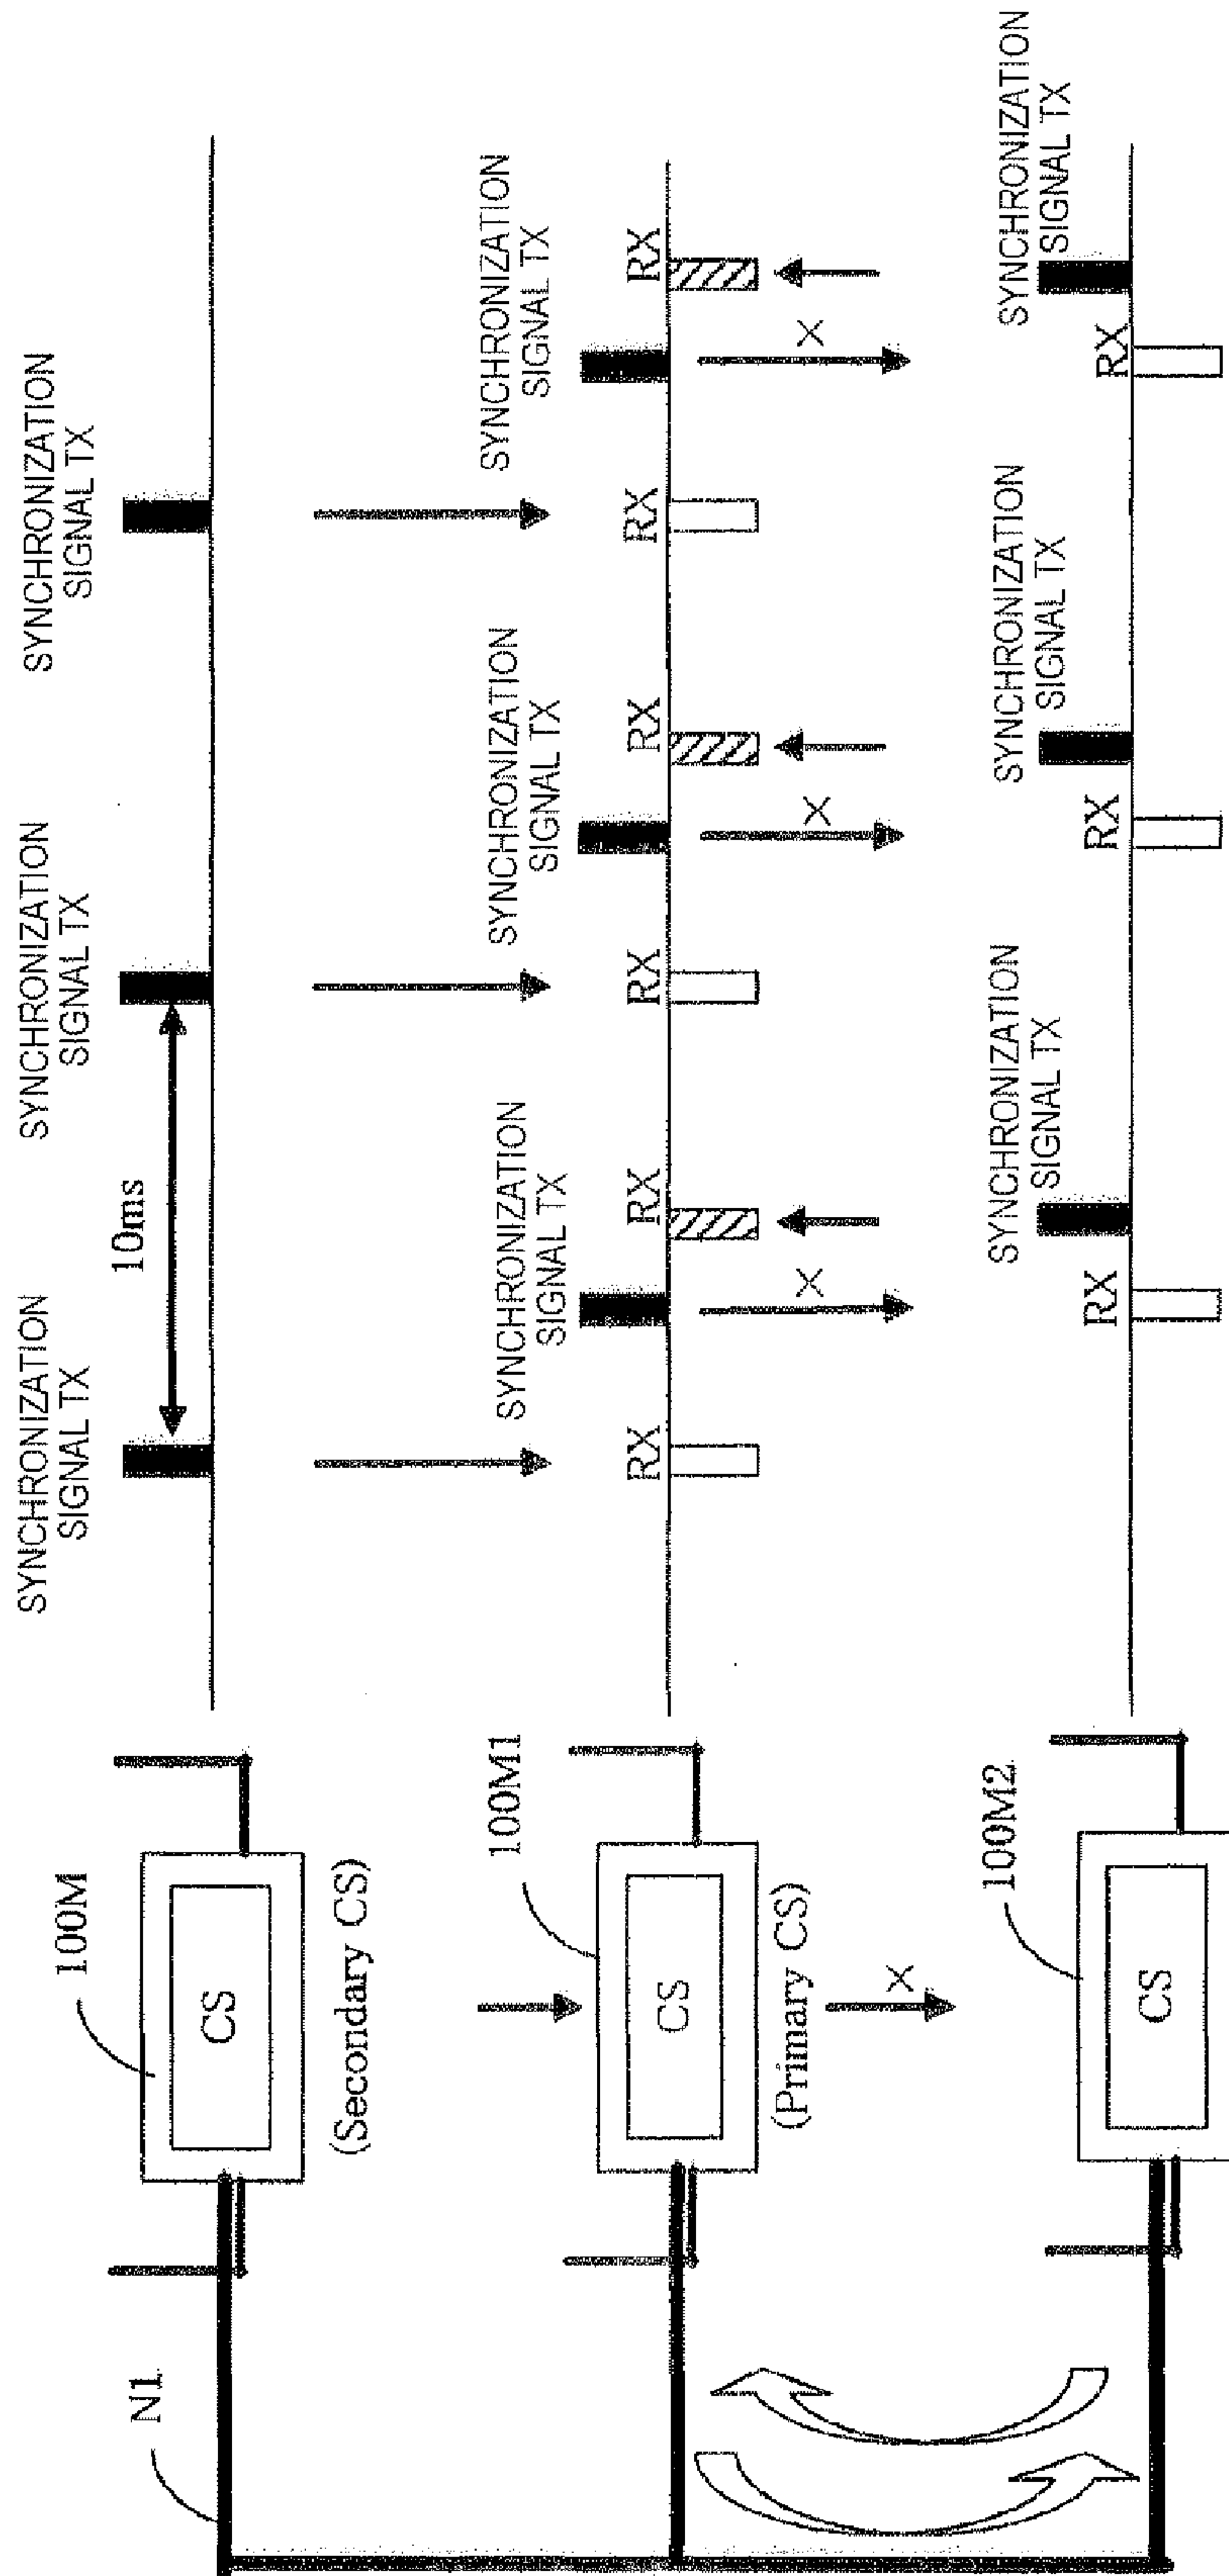 N1
100M
CS
(Secondary CS)
SYNCHRONIZATION
SIGNAL TX
10ms
SYNCHRONIZATION
SIGNAL TX
SYNCHRONIZATION
SIGNAL TX
100M1
CS
(Primary CS)
X
RX
SYNCHRONIZATION
SIGNAL TX
X
RX
RX
SYNCHRONIZATION
SIGNAL TX
X
RX
RX
SYNCHRONIZATION
SIGNAL TX
X
RX
100M2
CS
RX
SYNCHRONIZATION
SIGNAL TX
RX
SYNCHRONIZATION
SIGNAL TX
RX
SYNCHRONIZATION
SIGNAL TX